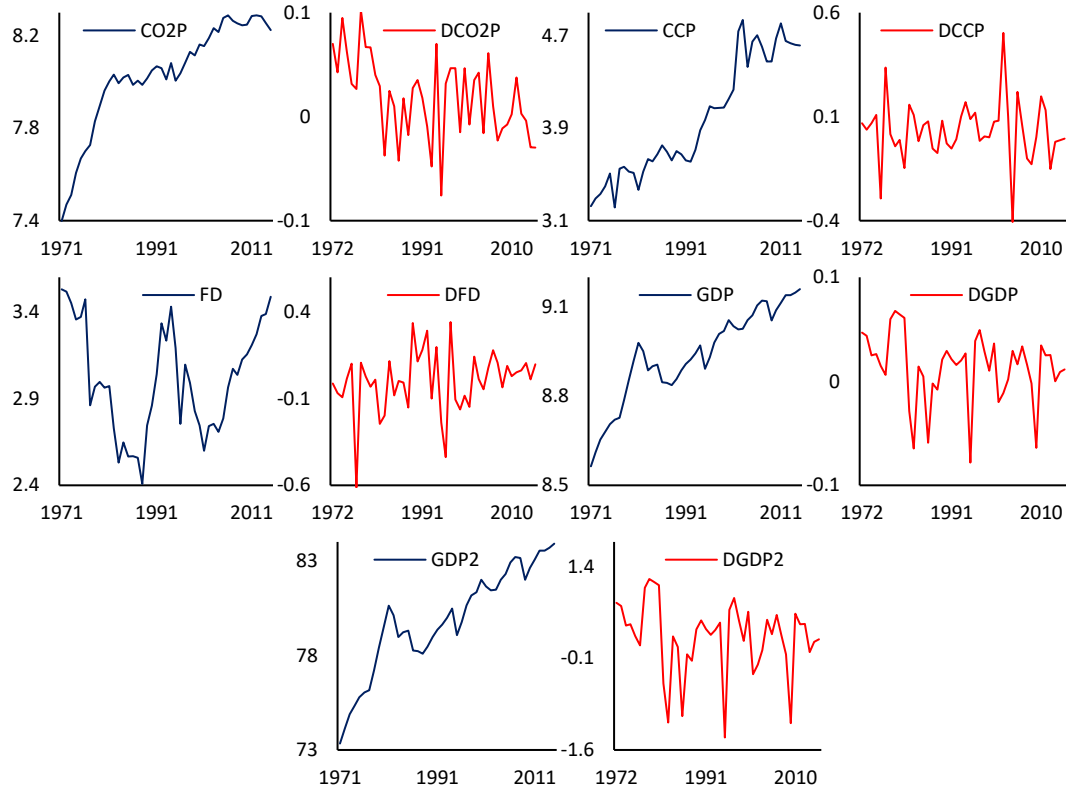 8.2
7.8
7.4
CO2P
1971 1991 2011
0.1
0
-0.1
DCO2P
1972 1991 2010
4.7
3.9
3.1
CCP
1971 1991 2011
0.6
0.1
-0.4
DCCP
1972 1991 2010
3.4
2.9
2.4
FD
1971 1991 2011
0.4
-0.1
-0.6
DFD
1972 1991 2010
9.1
8.8
8.5
GDP
1971 1991 2011
0.1
0
-0.1
DGDP
1972 1991 2010
83
78
73
GDP2
1971 1991 2011
1.4
-0.1
-1.6
DGDP2
1972 1991 2010